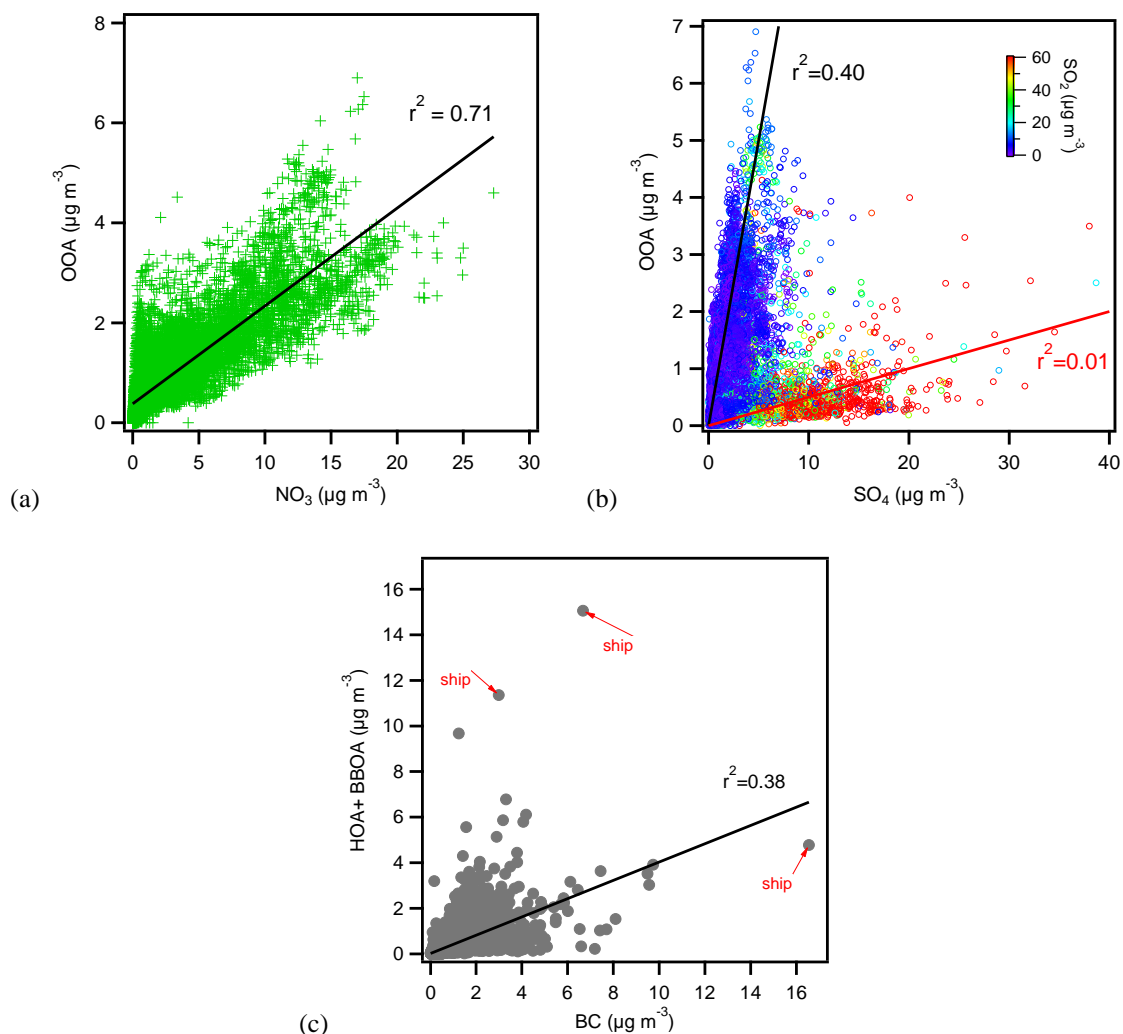 8
6
4
2
0
OOA (µg m⁻³)
r² = 0.71
0 5 10 15 20 25 30
NO₃ (µg m⁻³)
(a)
7
6
5
4
3
2
1
0
OOA (µg m⁻³)
r²=0.40
60
40
20
0
SO₂ (µg m⁻³)
r²=0.01
0 10 20 30 40
SO₄ (µg m⁻³)
(b)
16
14
12
10
8
6
4
2
0
HOA+ BBOA (µg m⁻³)
ship
ship
r²=0.38
ship
0 2 4 6 8 10 12 14 16
BC (µg m⁻³)
(c)